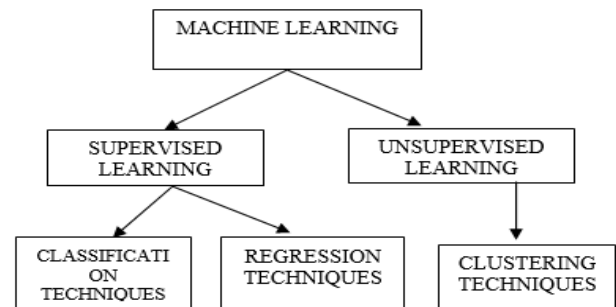 MACHINE LEARNING
SUPERVISED
LEARNING
UNSUPERVISED
LEARNING
CLASSIFICATI
ON
TECHNIQUES
REGRESSION
TECHNIQUES
CLUSTERING
TECHNIQUES